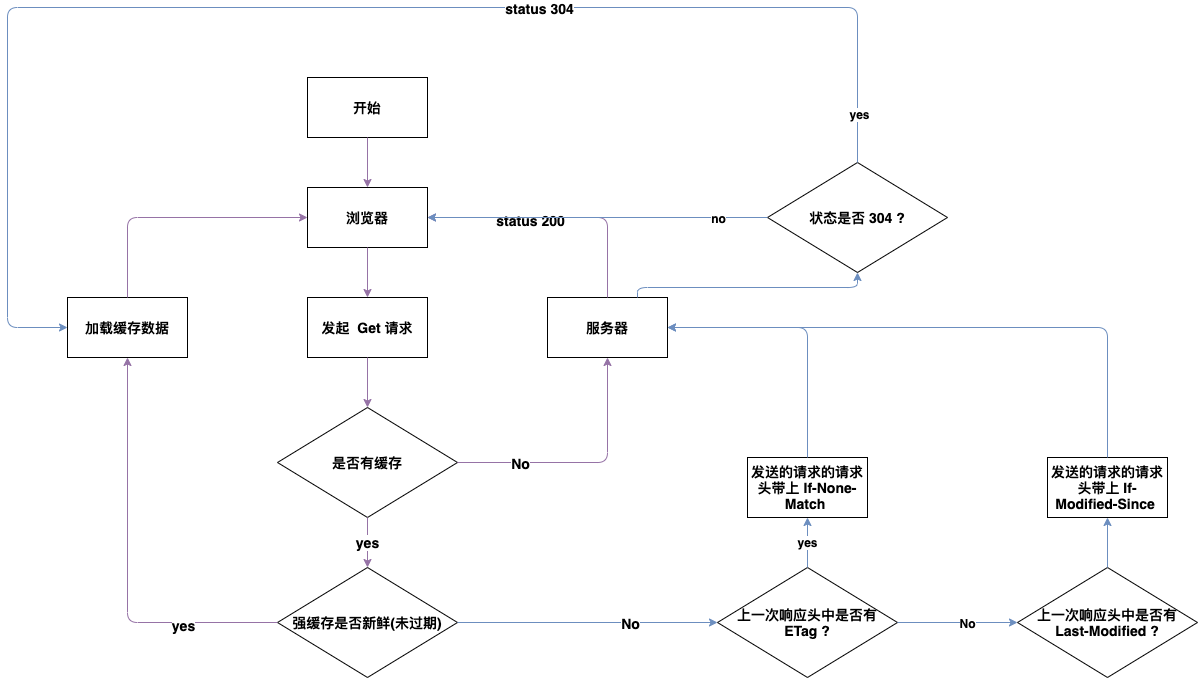 status 304
开始
yes
浏览器
status 200
no
状态是否 304 ?
加载缓存数据
发起 Get 请求
服务器
是否有缓存
No
发送的请求的请求
头带上 If-None-
Match
发送的请求的请求
头带上 If-
Modified-Since
yes
yes
强缓存是否新鲜(未过期)
yes
No
上一次响应头中是否有
ETag ?
No
上一次响应头中是否有
Last-Modified ?